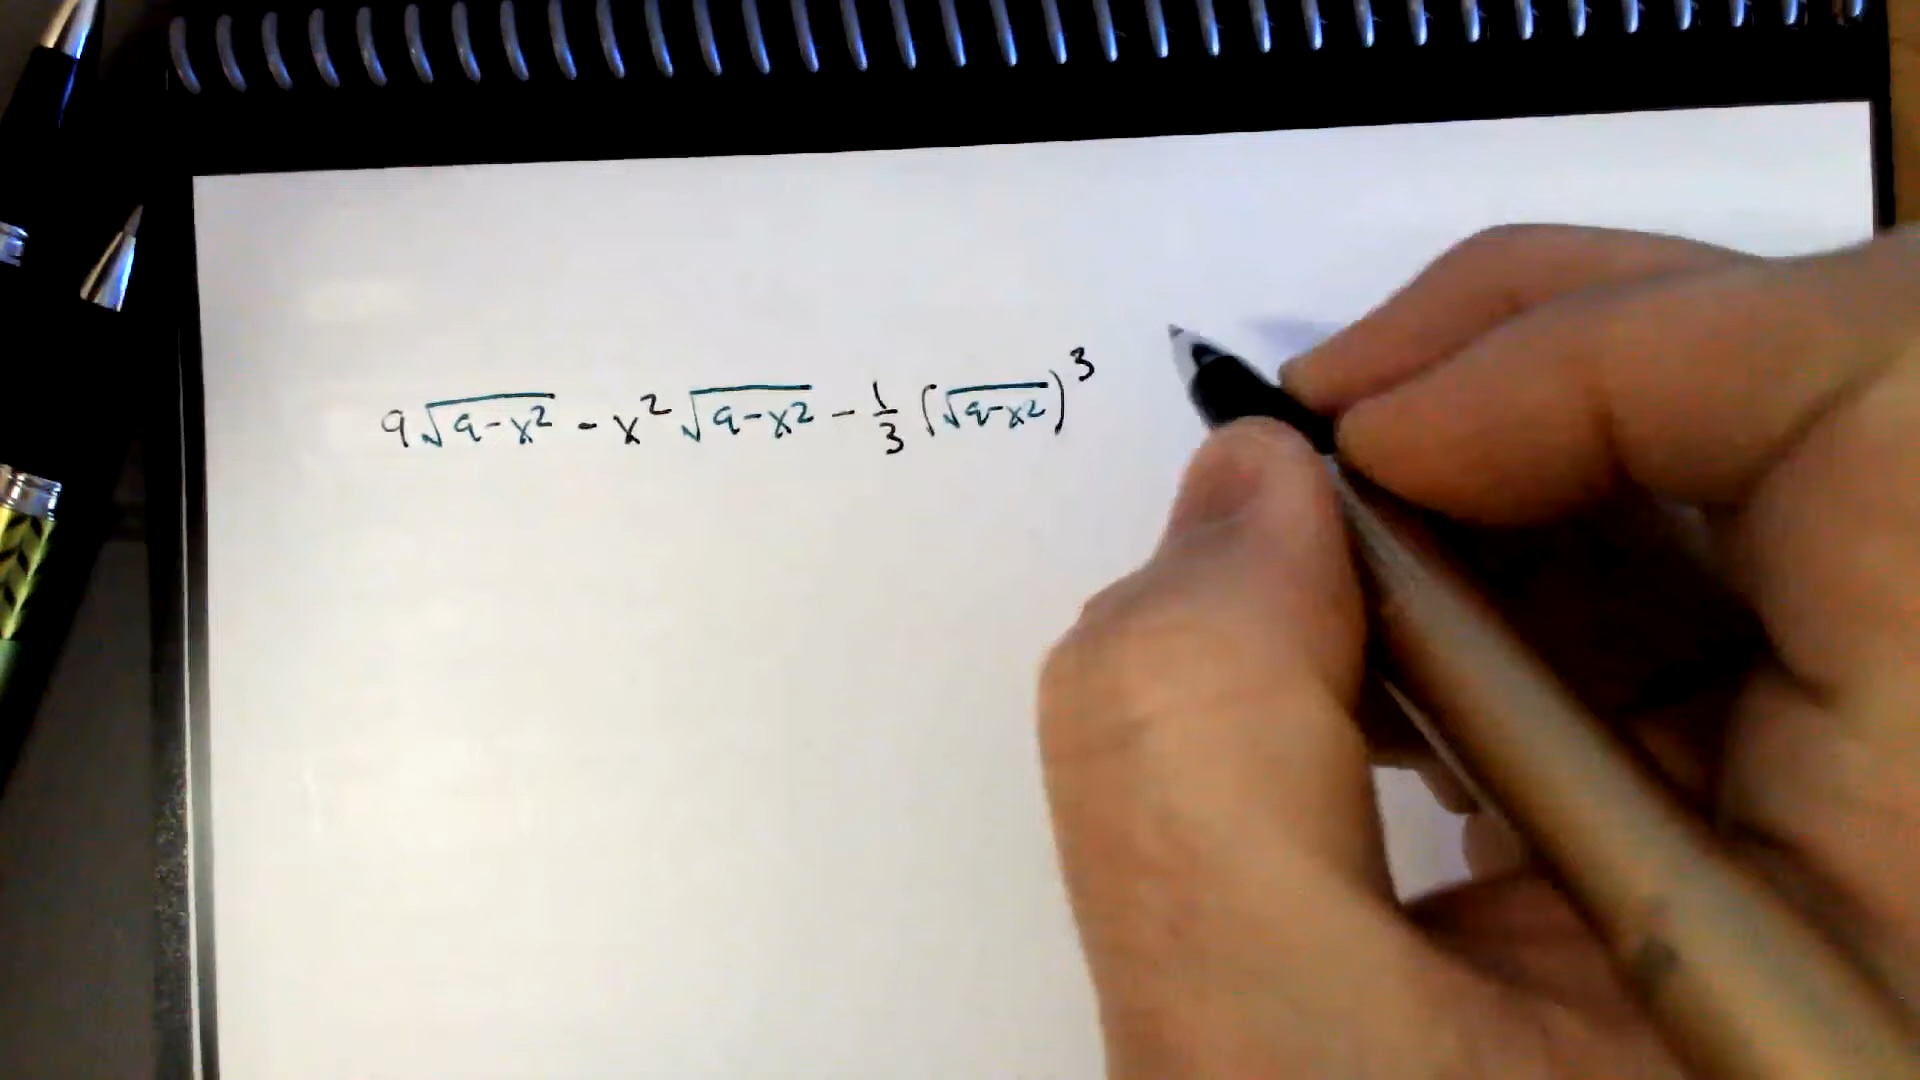 9√(9-x²) - x²√(9-x²) - 1/3 (√(9-x²))³